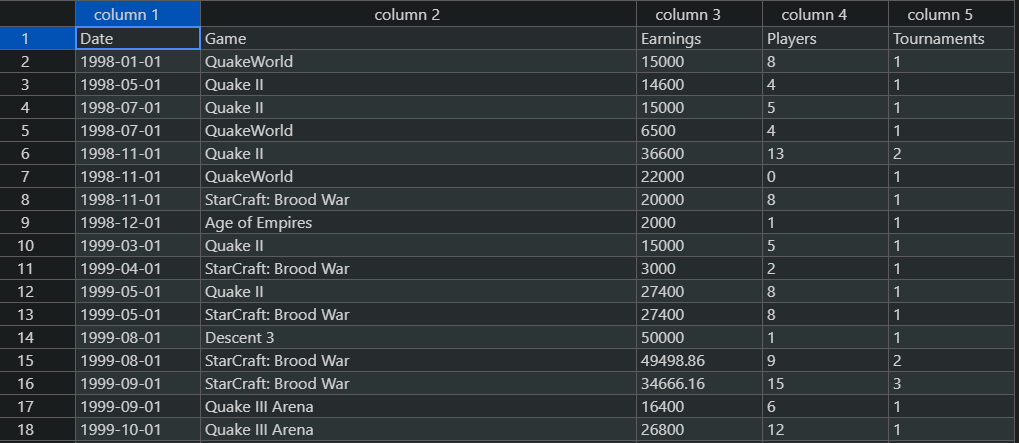 column 1 column 2 column 3 column 4 column 5
1 Date Game Earnings Players Tournaments
2 1998-01-01 QuakeWorld 15000 8 1
3 1998-05-01 Quake II 14600 4 1
4 1998-07-01 Quake II 15000 5 1
5 1998-07-01 QuakeWorld 6500 4 1
6 1998-11-01 Quake II 36600 13 2
7 1998-11-01 QuakeWorld 22000 0 1
8 1998-11-01 StarCraft: Brood War 20000 8 1
9 1998-12-01 Age of Empires 2000 1 1
10 1999-03-01 Quake II 15000 5 1
11 1999-04-01 StarCraft: Brood War 3000 2 1
12 1999-05-01 Quake II 27400 8 1
13 1999-05-01 StarCraft: Brood War 27400 8 1
14 1999-08-01 Descent 3 50000 1 1
15 1999-08-01 StarCraft: Brood War 49498.86 9 2
16 1999-09-01 StarCraft: Brood War 34666.16 15 3
17 1999-09-01 Quake III Arena 16400 6 1
18 1999-10-01 Quake III Arena 26800 12 1